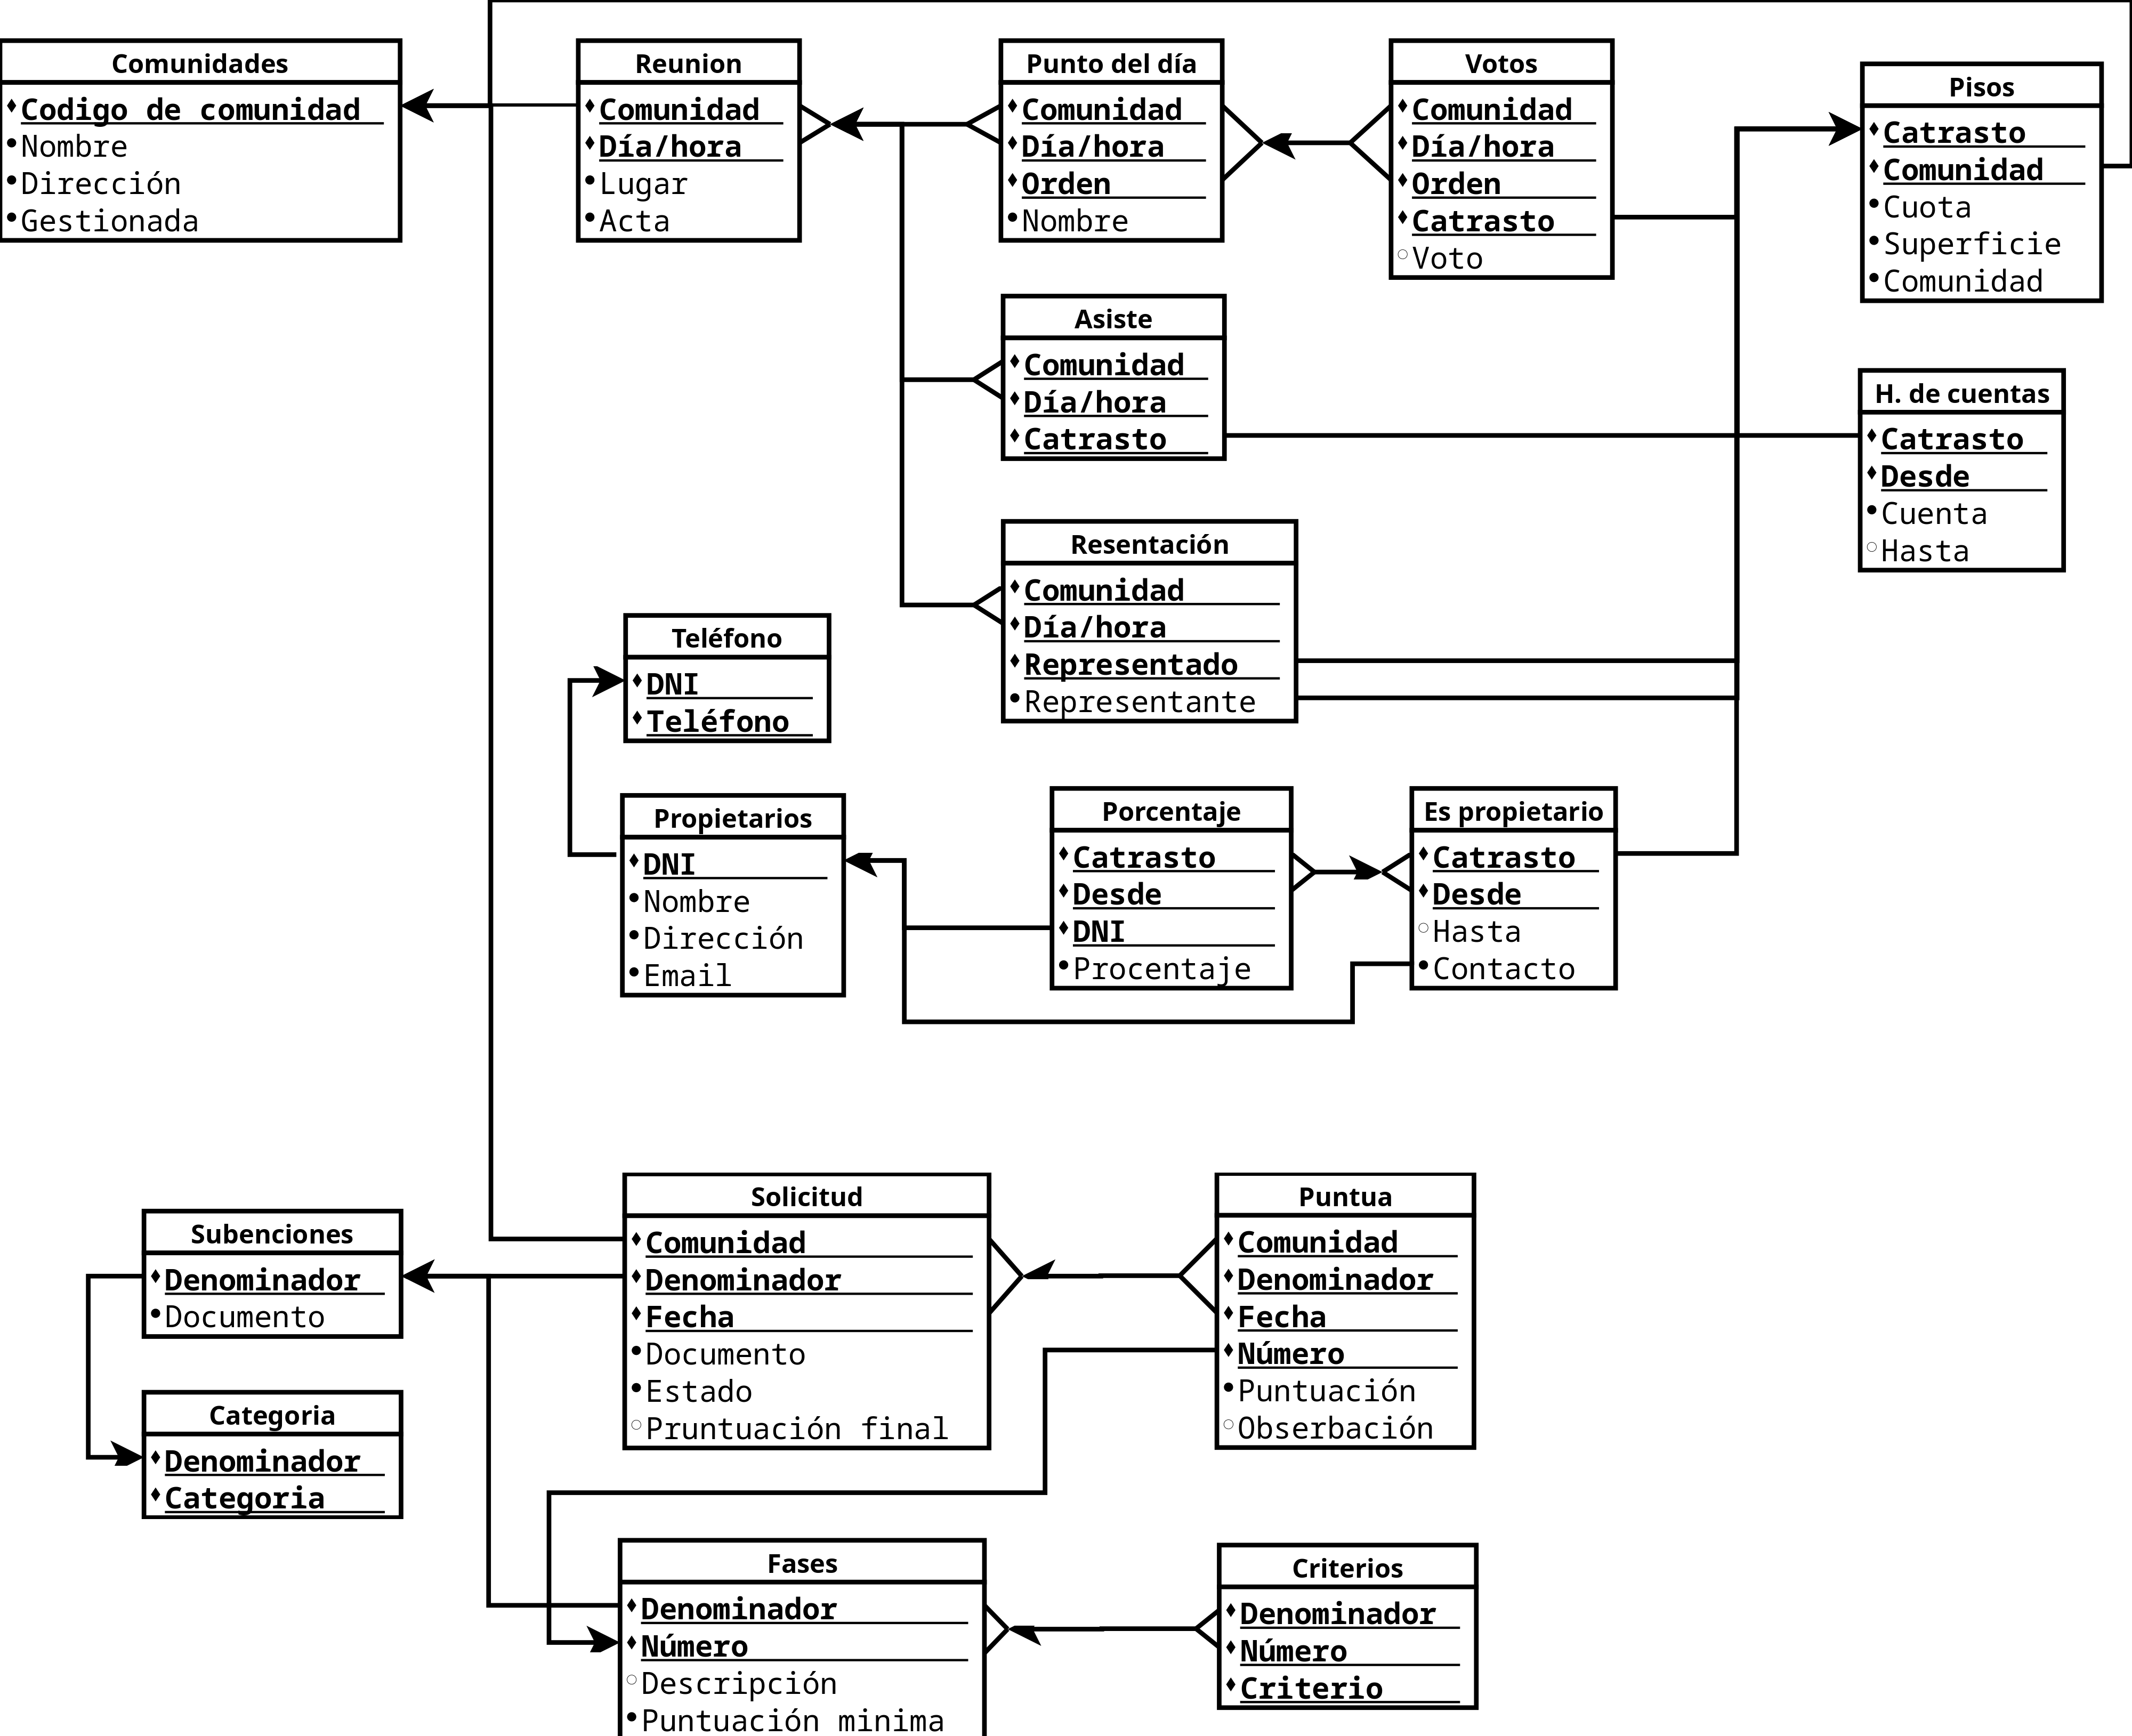 Comunidades
Codigo de comunidad
Nombre
Dirección
Gestionada
Reunion
Comunidad
Día/hora
Lugar
Acta
Punto del día
Comunidad
Día/hora
Orden
Nombre
Votos
Comunidad
Día/hora
Orden
Catrasto
Voto
Pisos
Catrasto
Comunidad
Cuota
Superficie
Comunidad
Asiste
Comunidad
Día/hora
Catrasto
H. de cuentas
Catrasto
Desde
Cuenta
Hasta
Resentación
Comunidad
Día/hora
Representado
Representante
Teléfono
DNI
Teléfono
Propietarios
DNI
Nombre
Dirección
Email
Porcentaje
Catrasto
Desde
DNI
Procentaje
Es propietario
Catrasto
Desde
Hasta
Contacto
Solicitud
Comunidad
Denominador
Fecha
Documento
Estado
Pruntuación final
Puntua
Comunidad
Denominador
Fecha
Número
Puntuación
Obserbación
Subenciones
Denominador
Documento
Categoria
Denominador
Categoria
Fases
Denominador
Número
Descripción
Puntuación minima
Criterios
Denominador
Número
Criterio